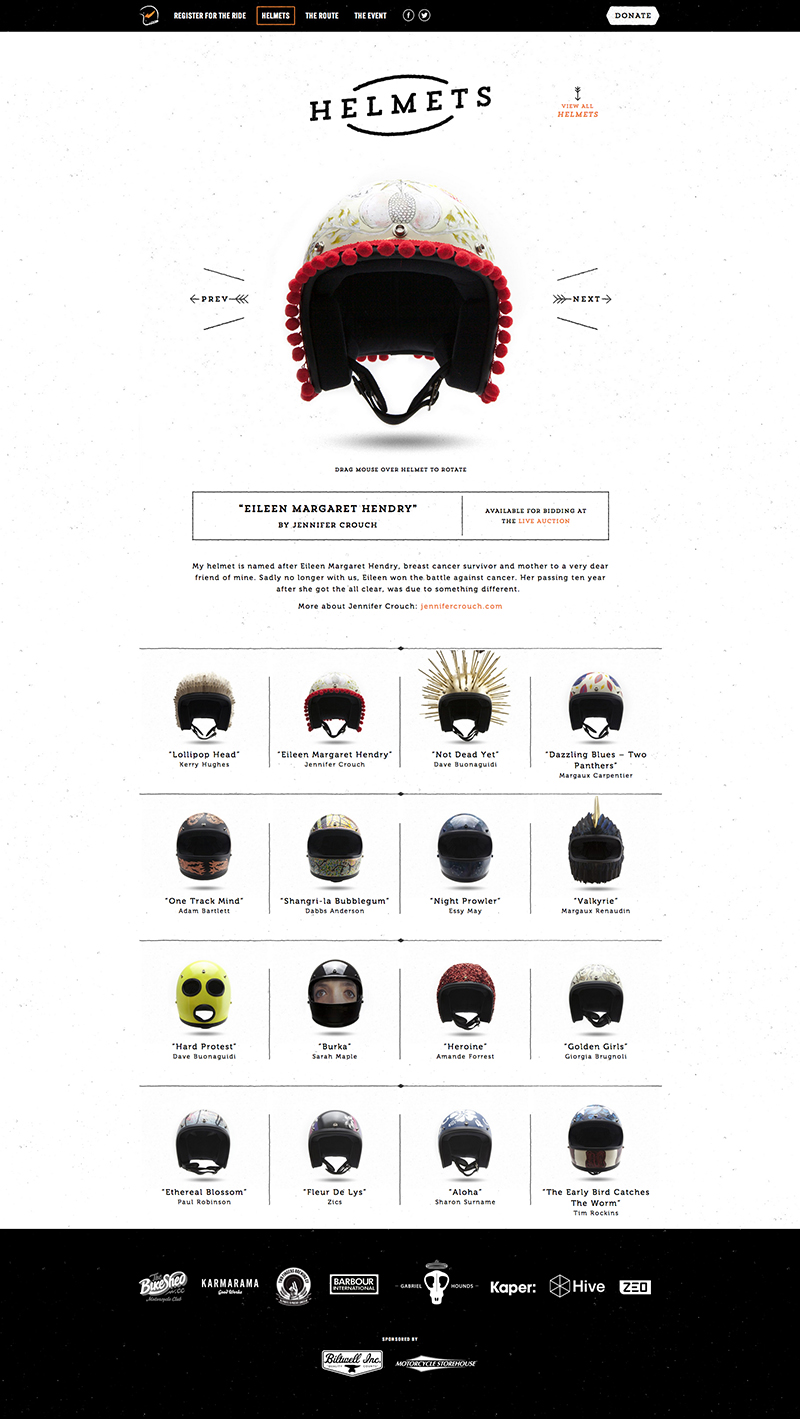 REGISTER FOR THE RIDE
HELMETS
THE ROUTE
THE EVENT
DONATE
HELMETS
VIEW ALL
HELMETS
PREV
NEXT
DRAG MOUSE OVER HELMET TO ROTATE
"EILEEN MARGARET HENDRY"
BY JENNIFER CROUCH
AVAILABLE FOR BIDDING AT
THE LIVE AUCTION
My helmet is named after Eileen Margaret Hendry, breast cancer survivor and mother to a very dear
friend of mine. Sadly no longer with us, Eileen won the battle against cancer. Her passing ten year
after she got the all clear, was due to something different.
More about Jennifer Crouch: jennifercrouch.com
"Lollipop Head"
Kerry Hughes
"Eileen Margaret Hendry"
Jennifer Crouch
"Not Dead Yet"
Dave Buonaguidi
"Dazzling Blues – Two
Panthers"
Margaux Carpentier
"One Track Mind"
Adam Bartlett
"Shangri-la Bubblegum"
Dabbs Anderson
"Night Prowler"
Essy May
"Valkyrie"
Margaux Renaudin
"Hard Protest"
Dave Buonaguidi
"Burka"
Sarah Maple
"Heroine"
Amande Forrest
"Golden Girls"
Giorgia Brugnoli
"Ethereal Blossom"
Paul Robinson
"Fleur De Lys"
Zics
"Aloha"
Sharon Surname
"The Early Bird Catches
The Worm"
Tim Rockins
The
BikeShed
.CC
Motorcycle Club
KARMARAMA
Good Works
BARBOUR
INTERNATIONAL
GABRIEL HOUNDS
Kaper:
Hive
ZEO
SPONSORED BY
Biltwell Inc.
MOTORCYCLE STOREHOUSE